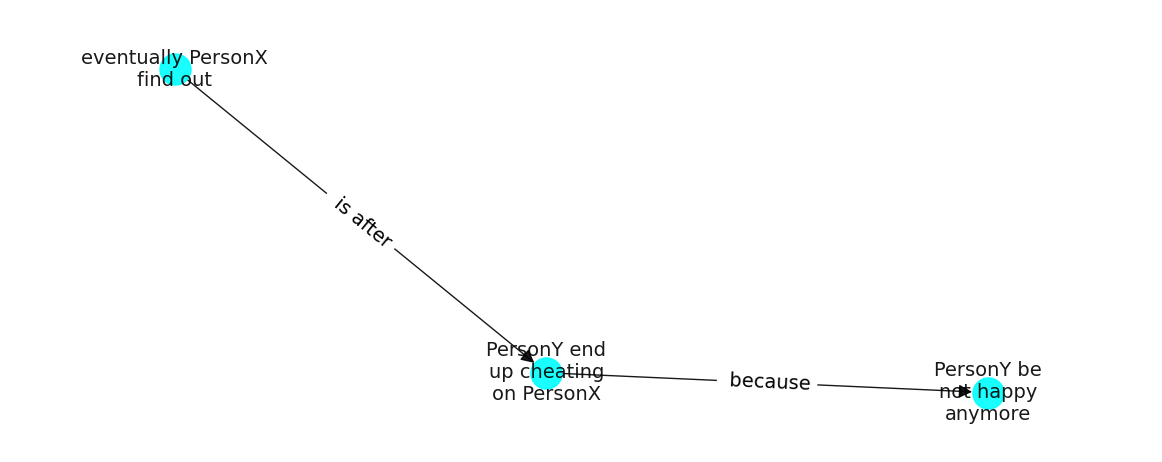 eventually PersonX
find out
is after
PersonY end
up cheating
on PersonX
because
PersonY be
not happy
anymore